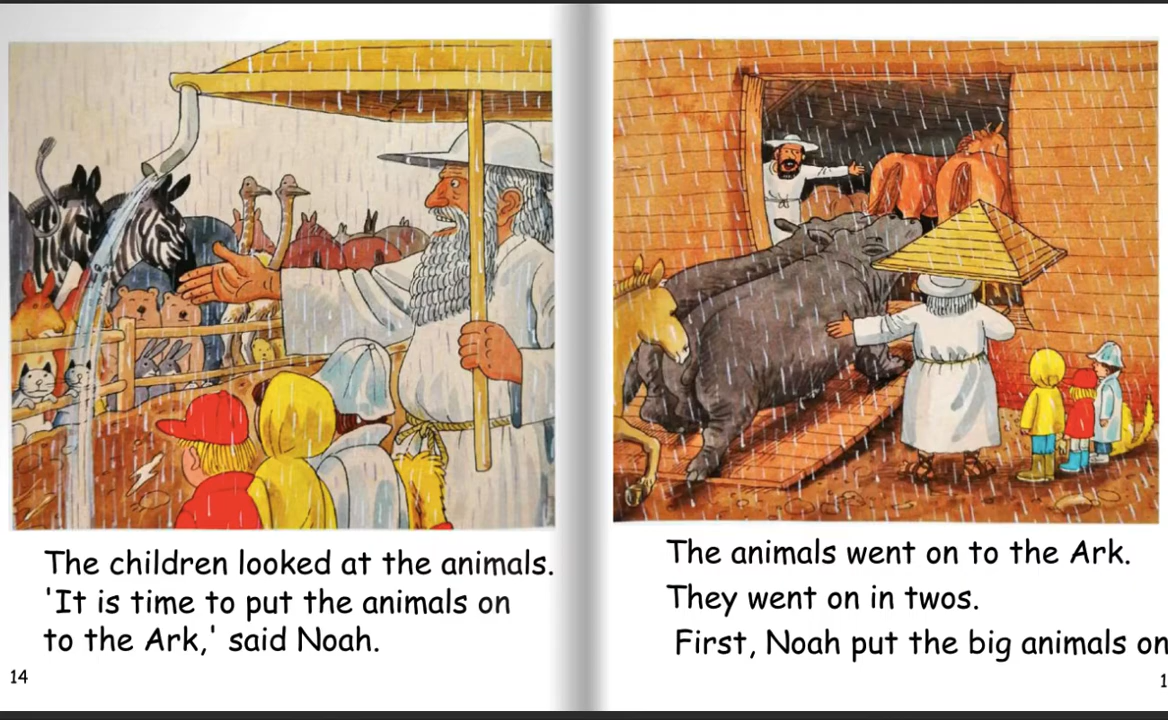 The children looked at the animals.
'It is time to put the animals on
to the Ark,' said Noah.
14
The animals went on to the Ark.
They went on in twos.
First, Noah put the big animals on
1